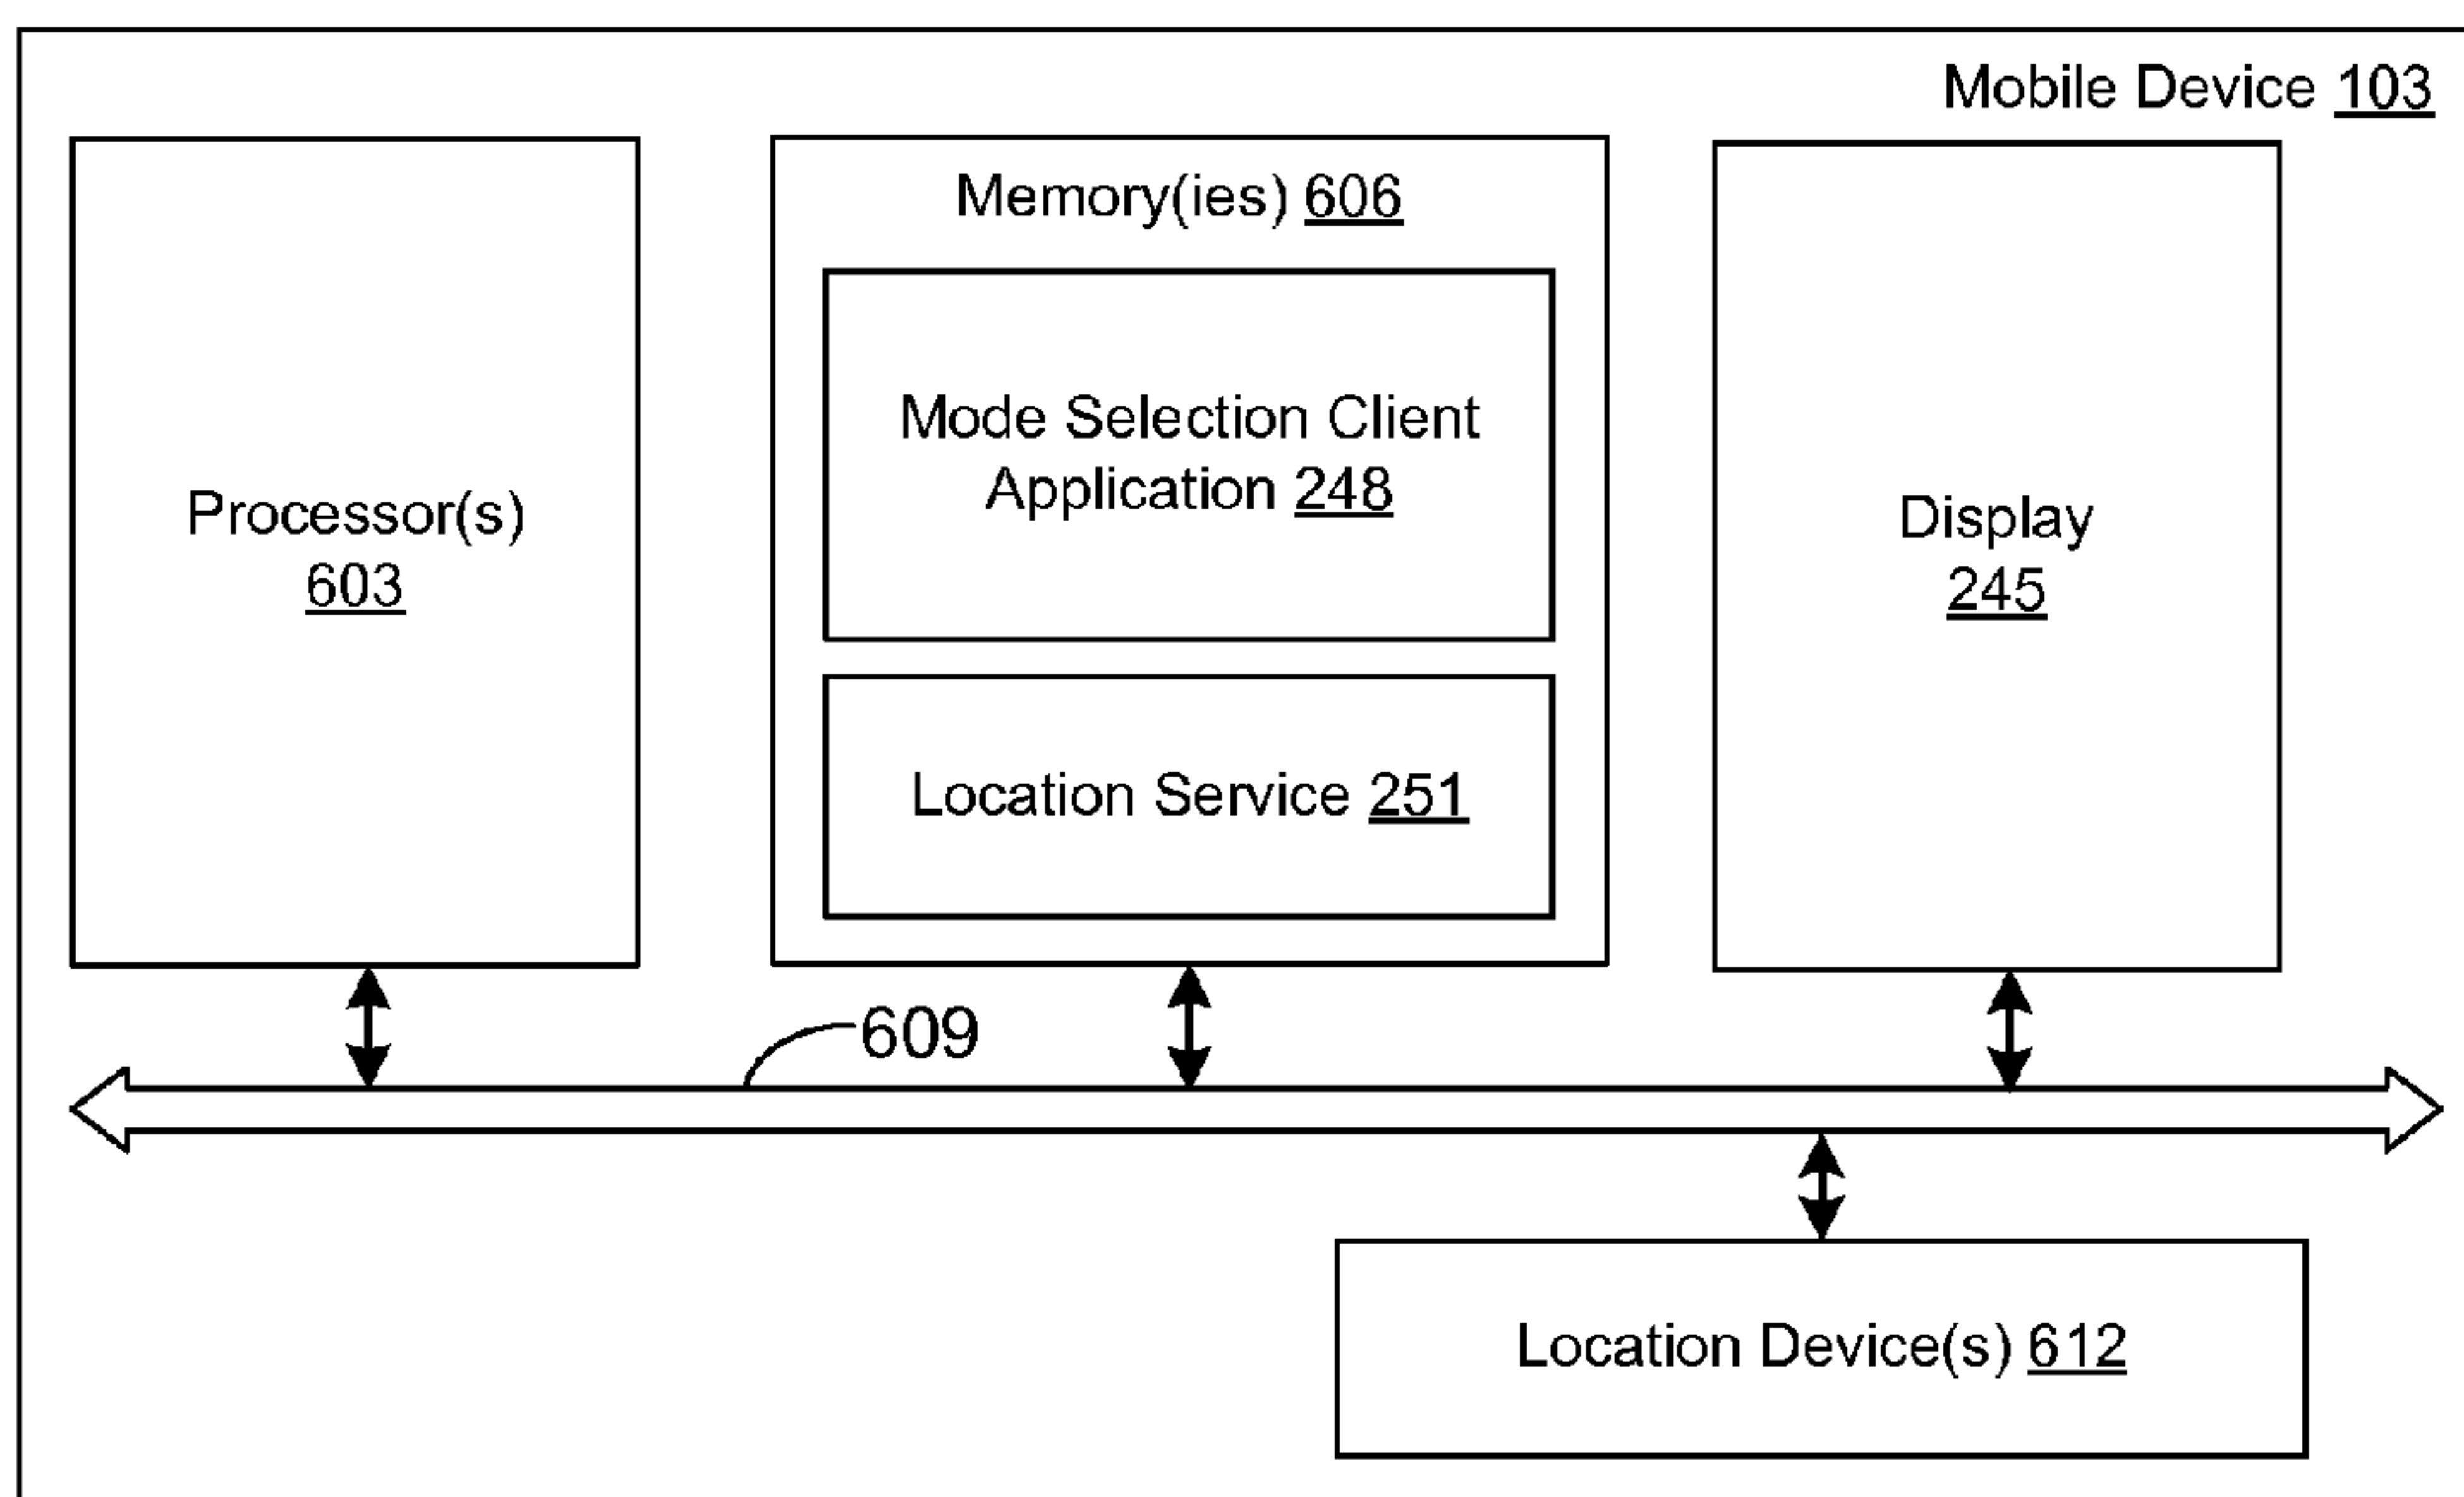 Mobile Device 103
Memory(ies) 606
Mode Selection Client
Application 248
Processor(s)
603
Display
245
Location Service 251
609
Location Device(s) 612